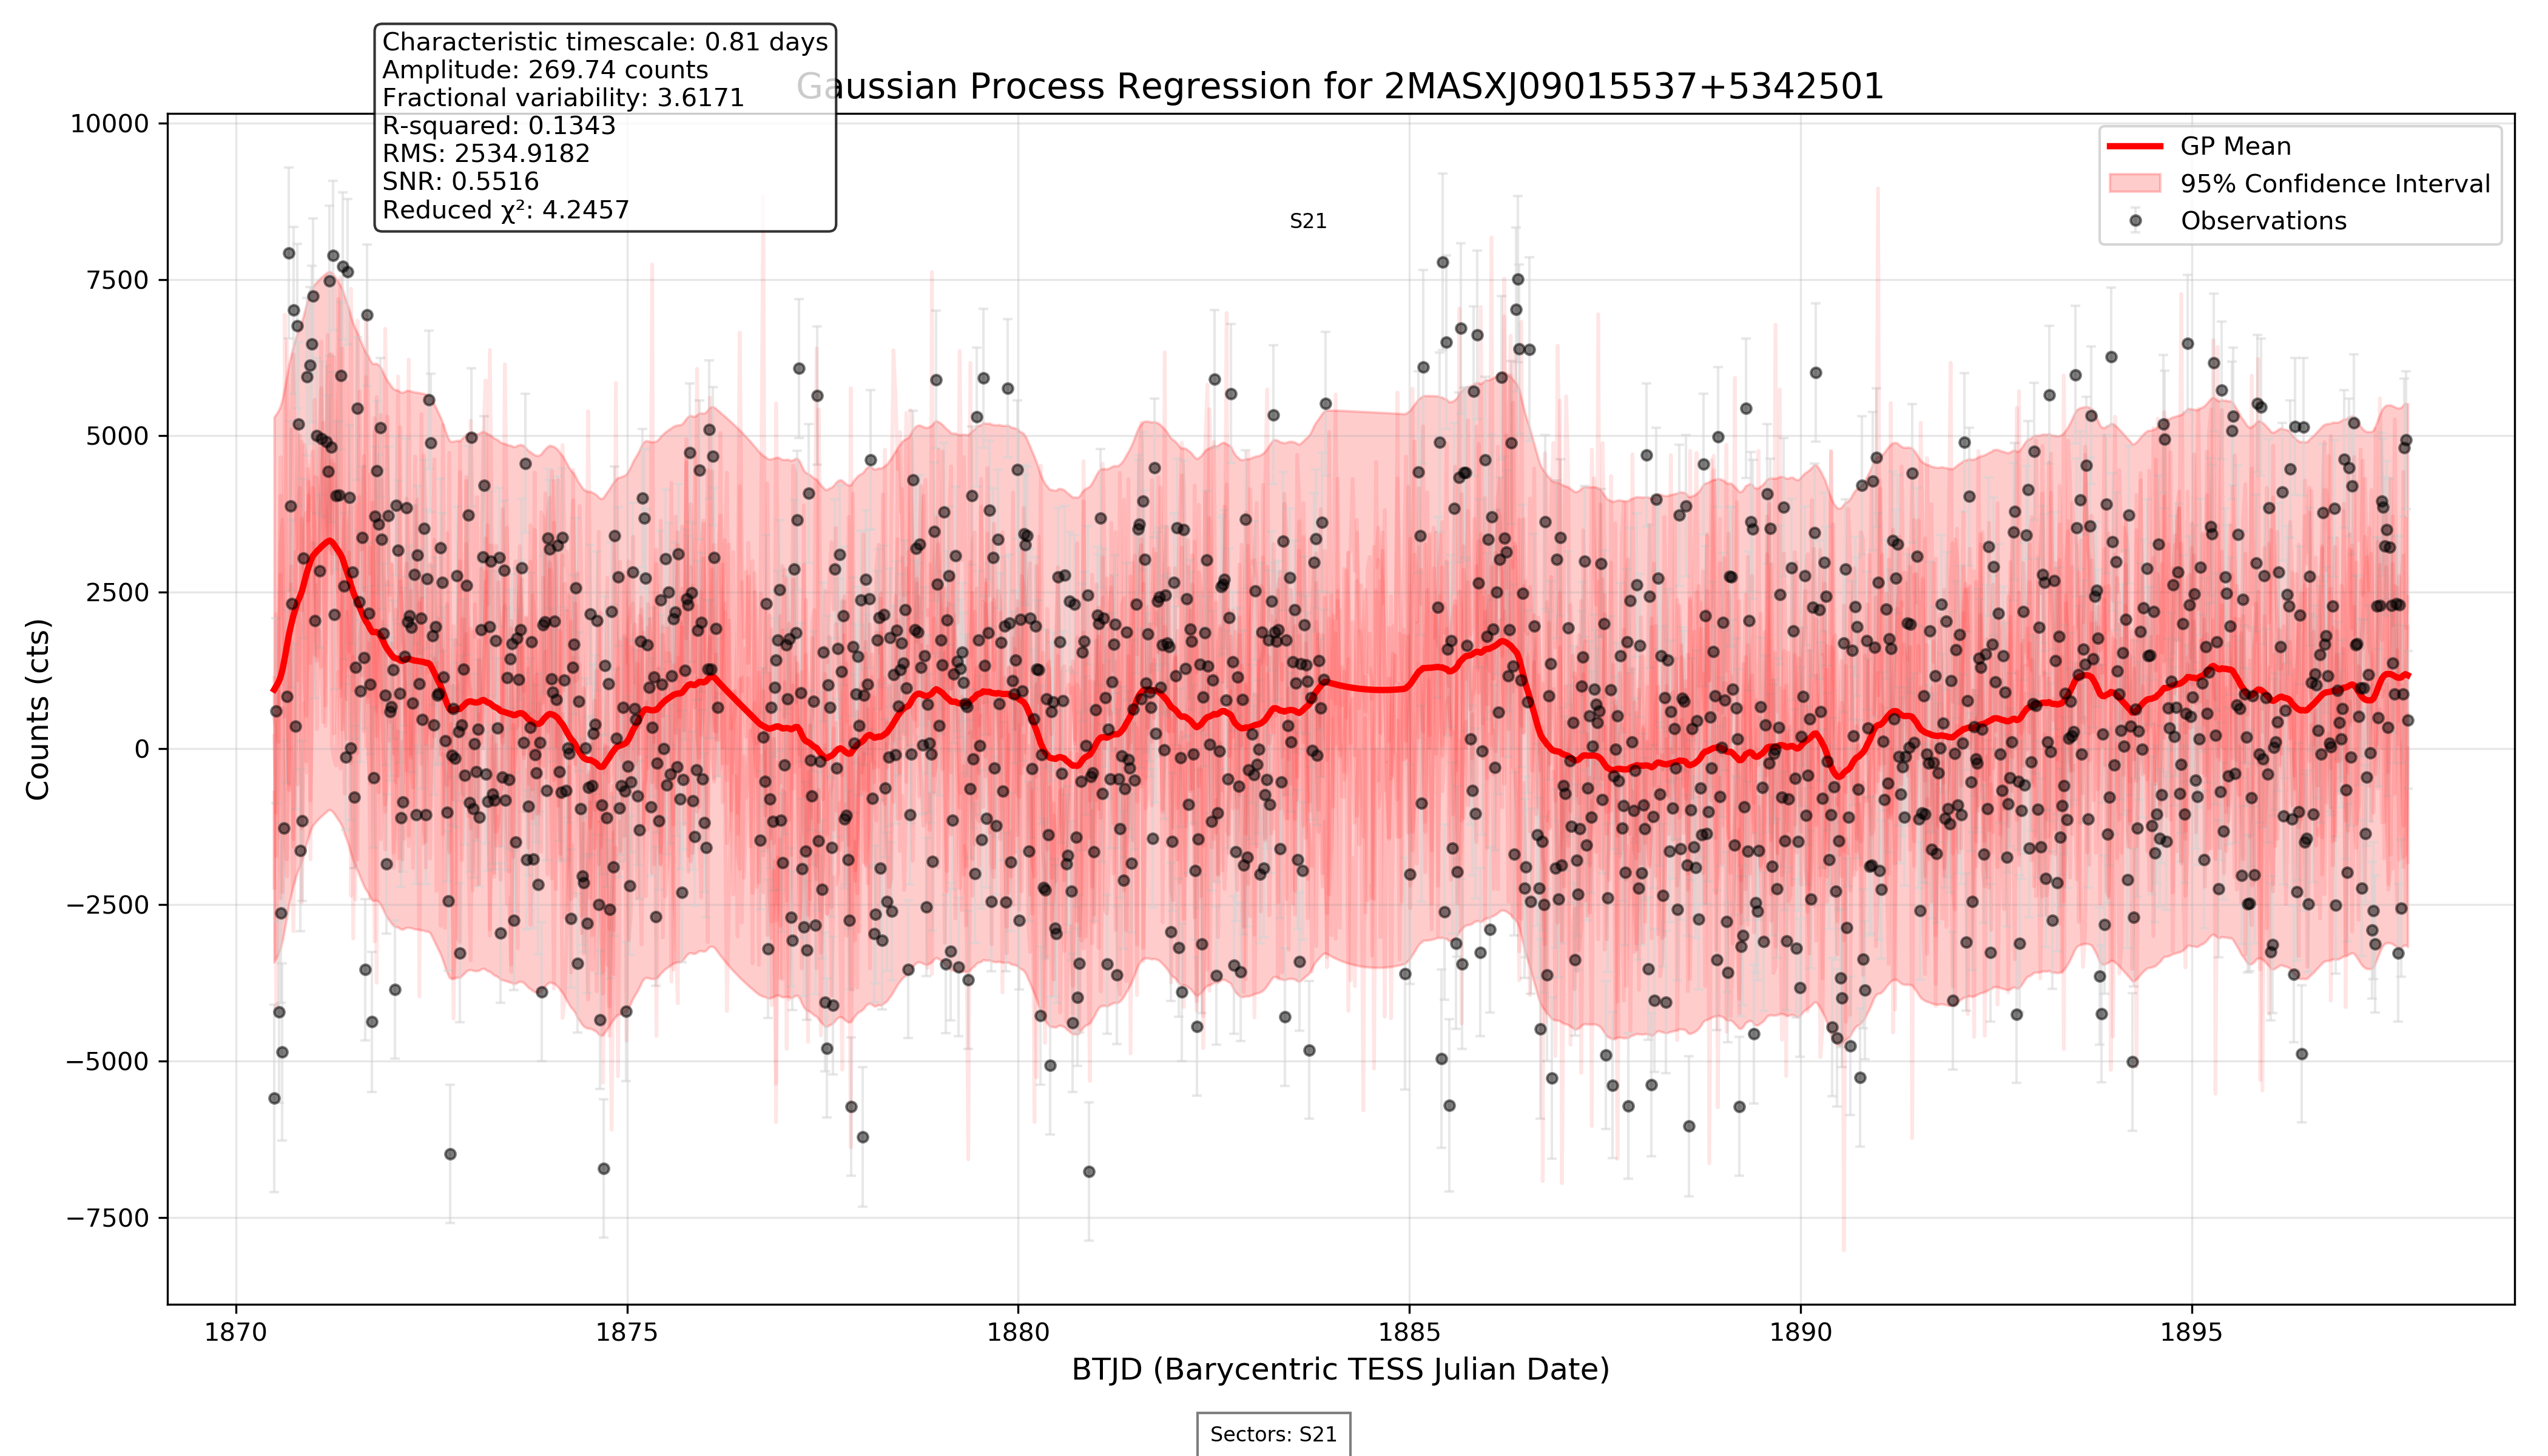 Characteristic timescale: 0.81 days
Amplitude: 269.74 counts
Fractional variability: 3.6171
R-squared: 0.1343
RMS: 2534.9182
SNR: 0.5516
Reduced χ²: 4.2457
Gaussian Process Regression for 2MASXJ09015537+5342501
GP Mean
95% Confidence Interval
Observations
S21
Counts (cts)
10000
7500
5000
2500
0
−2500
−5000
−7500
1870
1875
1880
1885
1890
1895
BTJD (Barycentric TESS Julian Date)
Sectors: S21